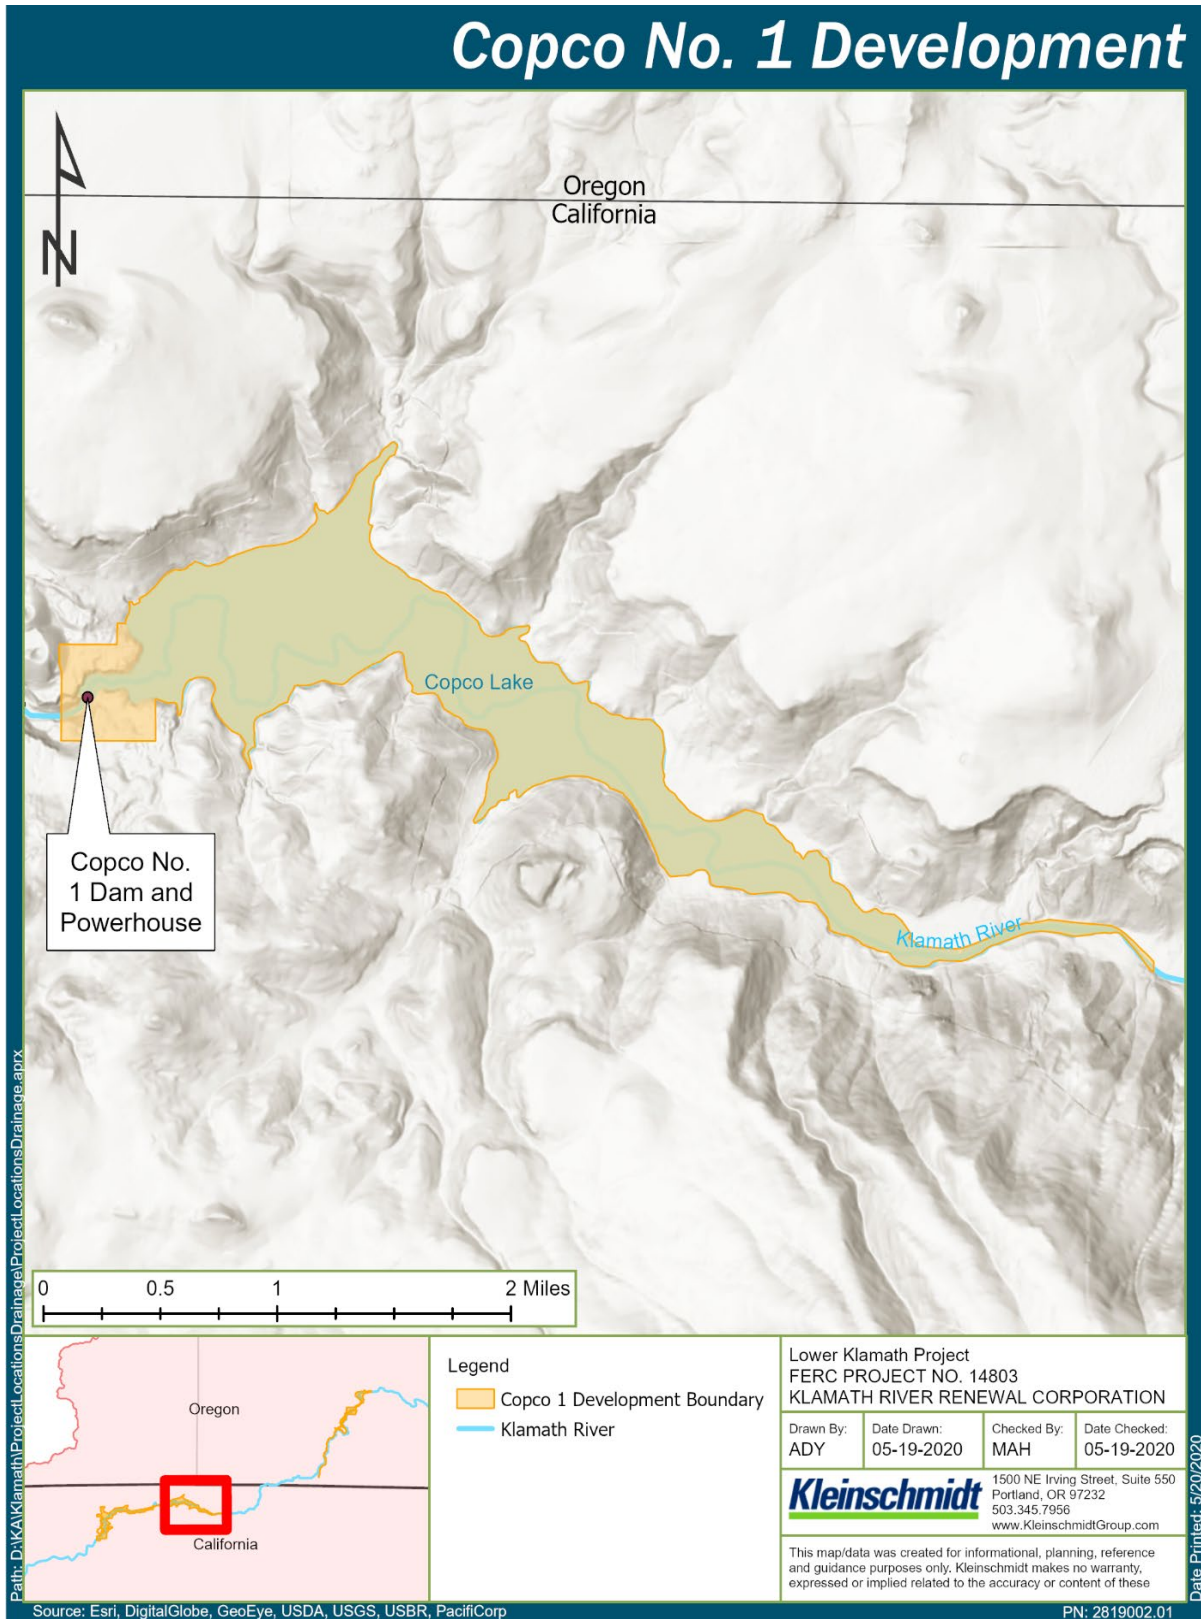 Copco No. 1 Development
N
Oregon
California
Copco Lake
Copco No.
1 Dam and
Powerhouse
Klamath River
0 0.5 1 2 Miles
Oregon
California
Legend
Copco 1 Development Boundary
Klamath River
Lower Klamath Project
FERC PROJECT NO. 14803
KLAMATH RIVER RENEWAL CORPORATION
Drawn By:
ADY
Date Drawn:
05-19-2020
Checked By:
MAH
Date Checked:
05-19-2020
Kleinschmidt
1500 NE Irving Street, Suite 550
Portland, OR 97232
503.345.7956
www.KleinschmidtGroup.com
This map/data was created for informational, planning, reference
and guidance purposes only. Kleinschmidt makes no warranty,
expressed or implied related to the accuracy or content of these
Path: D:\KA\Klamath\ProjectLocationsDrainage\ProjectLocationsDrainage.aprx
Date Printed: 5/20/2020
Source: Esri, DigitalGlobe, GeoEye, USDA, USGS, USBR, PacifiCorp
PN: 2819002.01